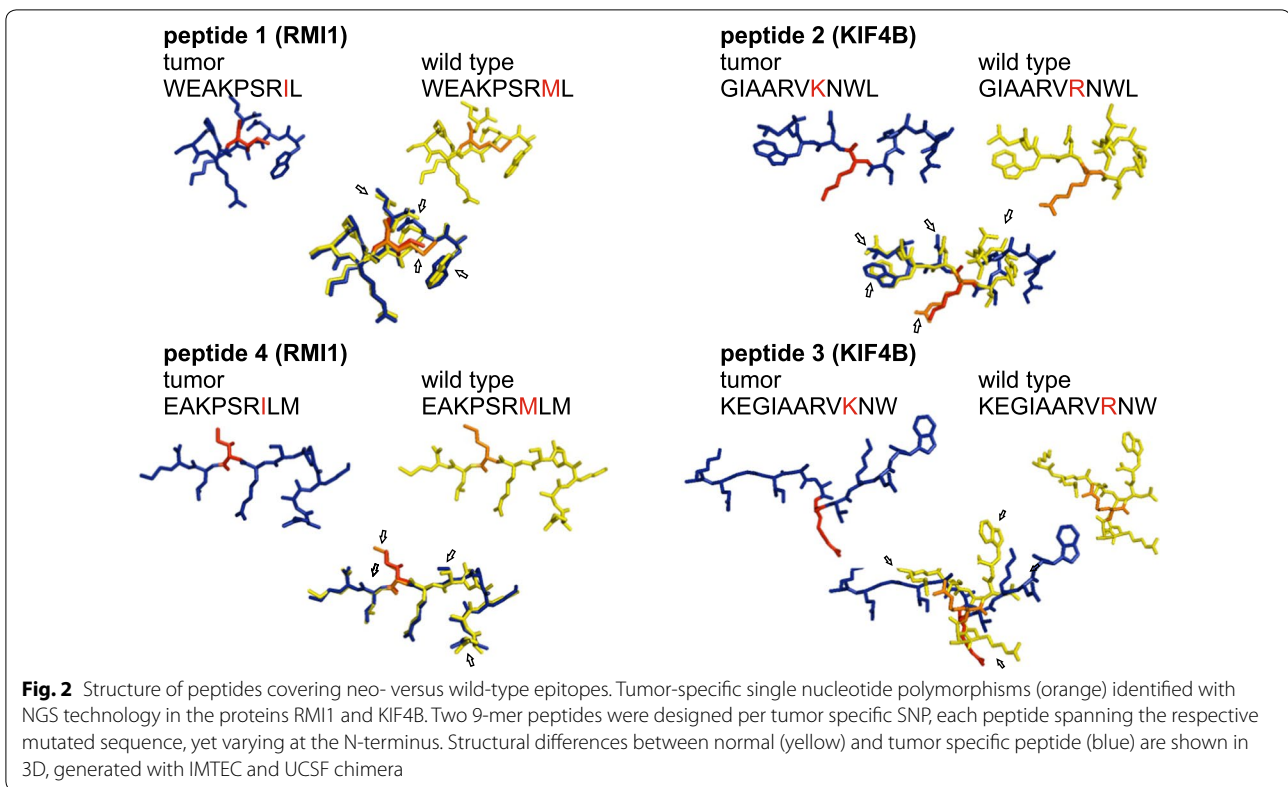 peptide 1 (RMI1)
tumor
WEAKPSRIL
wild type
WEAKPSRML
peptide 2 (KIF4B)
tumor
GIAARVKNWL
wild type
GIAARVRNWL
peptide 4 (RMI1)
tumor
EAKPSRILM
wild type
EAKPSRMLM
peptide 3 (KIF4B)
tumor
KEGIAARVKNW
wild type
KEGIAARVRNW
Fig. 2 Structure of peptides covering neo- versus wild-type epitopes. Tumor-specific single nucleotide polymorphisms (orange) identified with
NGS technology in the proteins RMI1 and KIF4B. Two 9-mer peptides were designed per tumor specific SNP, each peptide spanning the respective
mutated sequence, yet varying at the N-terminus. Structural differences between normal (yellow) and tumor specific peptide (blue) are shown in
3D, generated with IMTEC and UCSF chimera